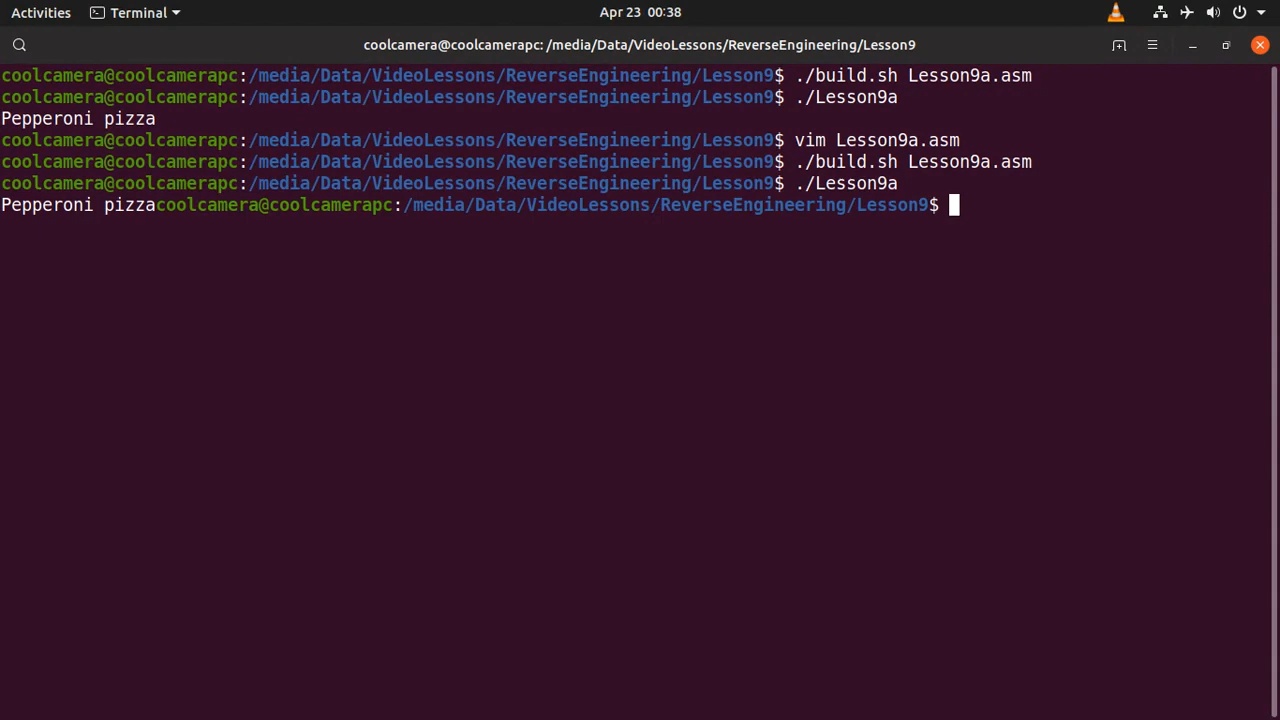 Activities Terminal Apr 23 00:38
coolcamera@coolcamerapc: /media/Data/VideoLessons/ReverseEngineering/Lesson9
coolcamera@coolcamerapc:/media/Data/VideoLessons/ReverseEngineering/Lesson9$ ./build.sh Lesson9a.asm
coolcamera@coolcamerapc:/media/Data/VideoLessons/ReverseEngineering/Lesson9$ ./Lesson9a
Pepperoni pizza
coolcamera@coolcamerapc:/media/Data/VideoLessons/ReverseEngineering/Lesson9$ vim Lesson9a.asm
coolcamera@coolcamerapc:/media/Data/VideoLessons/ReverseEngineering/Lesson9$ ./build.sh Lesson9a.asm
coolcamera@coolcamerapc:/media/Data/VideoLessons/ReverseEngineering/Lesson9$ ./Lesson9a
Pepperoni pizzacoolcamera@coolcamerapc:/media/Data/VideoLessons/ReverseEngineering/Lesson9$